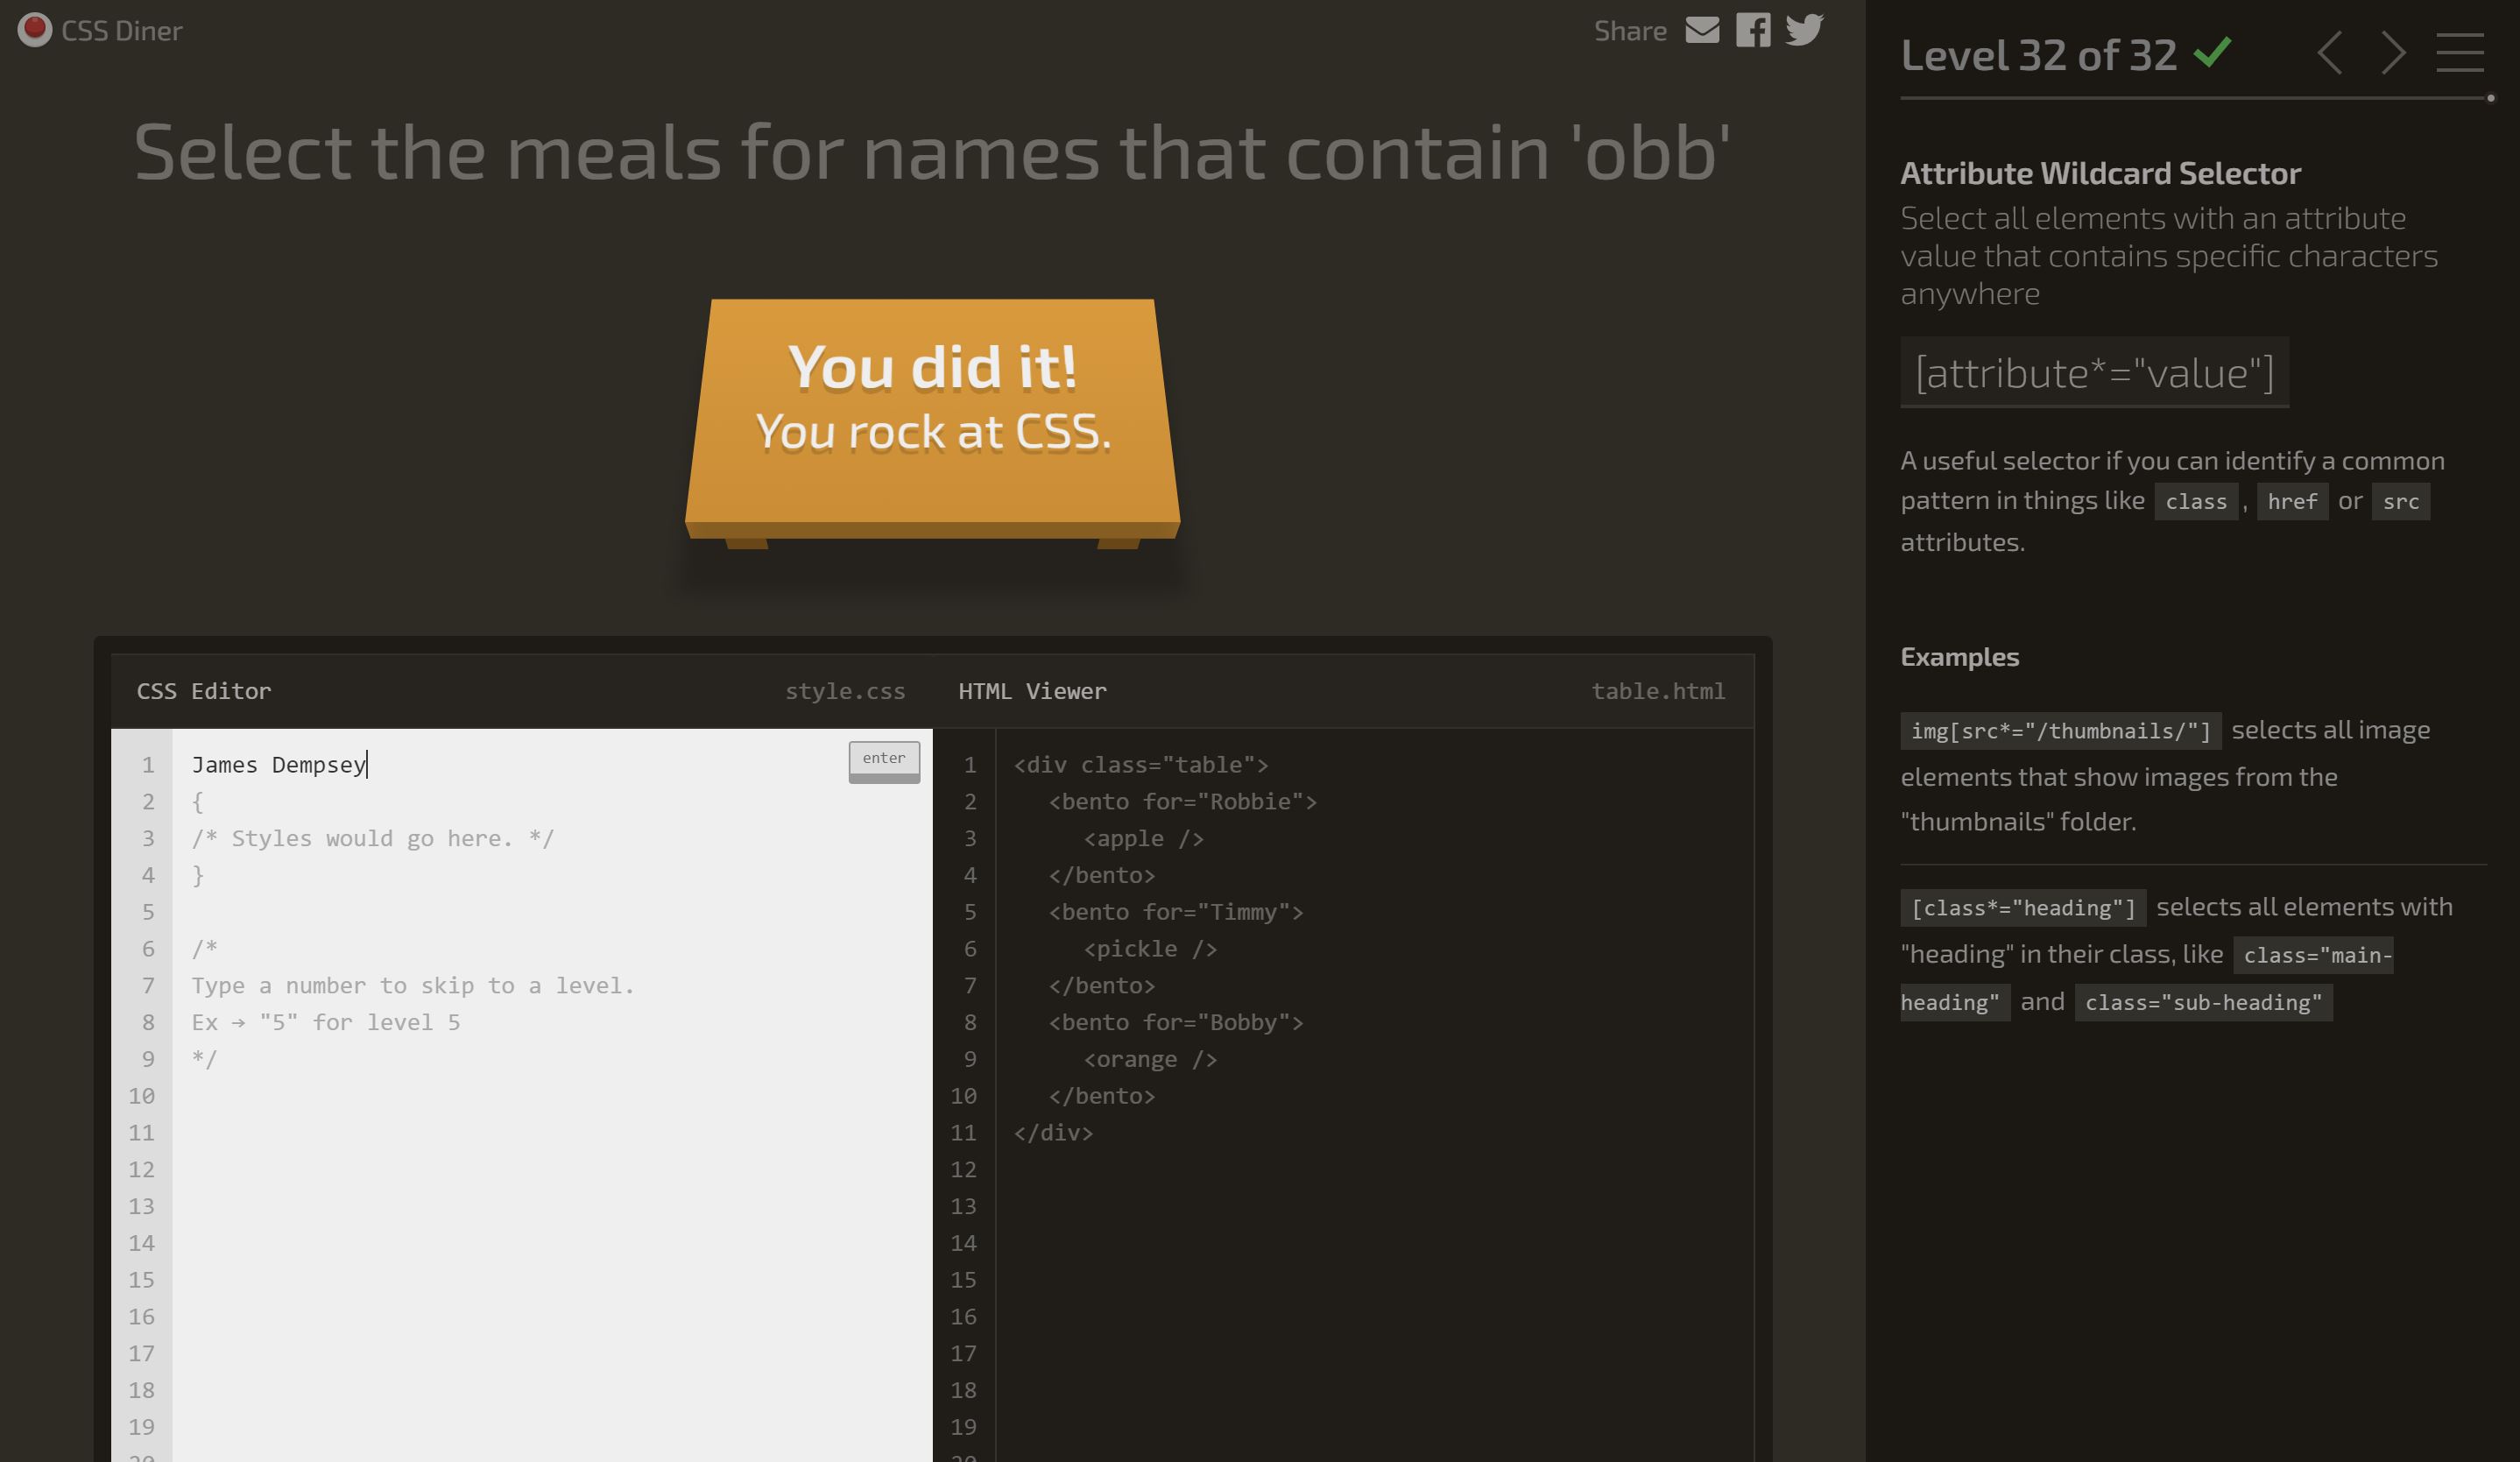 CSS Diner
Share
Select the meals for names that contain 'obb'
You did it!
You rock at CSS.
CSS Editor
style.css
1
2
3
4
5
6
7
8
9
10
11
12
13
14
15
16
17
18
19
20
James Dempsey
enter
{
/* Styles would go here. */
}
/*
Type a number to skip to a level.
Ex → "5" for level 5
*/
HTML Viewer
table.html
1
2
3
4
5
6
7
8
9
10
11
12
13
14
15
16
17
18
19
20
<div class="table">
<bento for="Robbie">
<apple />
</bento>
<bento for="Timmy">
<pickle />
</bento>
<bento for="Bobby">
<orange />
</bento>
</div>
Level 32 of 32
Attribute Wildcard Selector
Select all elements with an attribute
value that contains specific characters
anywhere
[attribute*="value"]
A useful selector if you can identify a common
pattern in things like class , href or src
attributes.
Examples
img[src*="/thumbnails/"] selects all image
elements that show images from the
"thumbnails" folder.
[class*="heading"] selects all elements with
"heading" in their class, like class="main-
heading" and class="sub-heading"